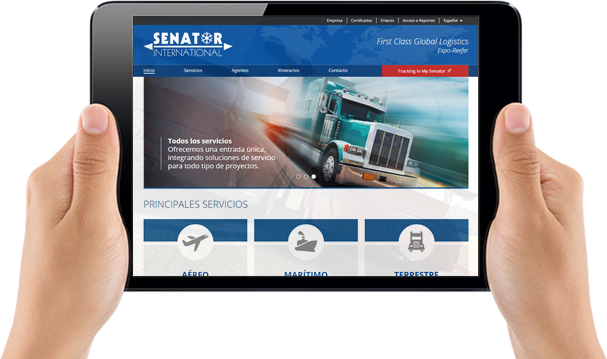 Empresa | Certificados | Enlaces | Acceso a Reportes | Español
SENATOR
INTERNATIONAL
First Class Global Logistics
Expo-Reefer
Inicio Servicios Agentes Itinerarios Contacto Tracking In My Senator
Todos los servicios
Ofrecemos una entrada única,
integrando soluciones de servicio
para todo tipo de proyectos.
PRINCIPALES SERVICIOS
AÉREO MARÍTIMO TERRESTRE